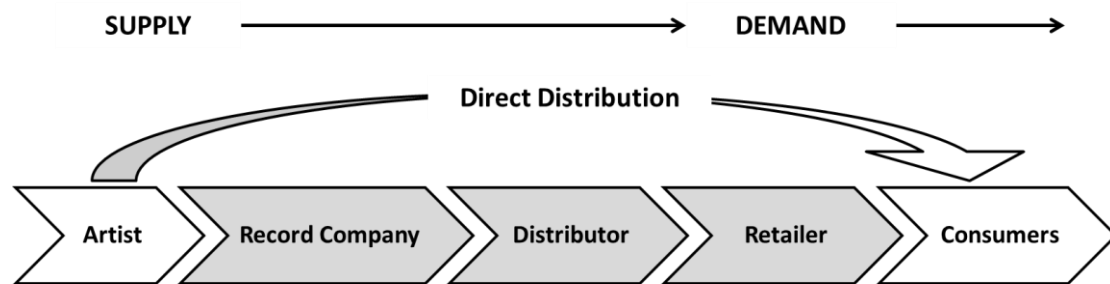 SUPPLY DEMAND
Direct Distribution
Artist Record Company Distributor Retailer Consumers